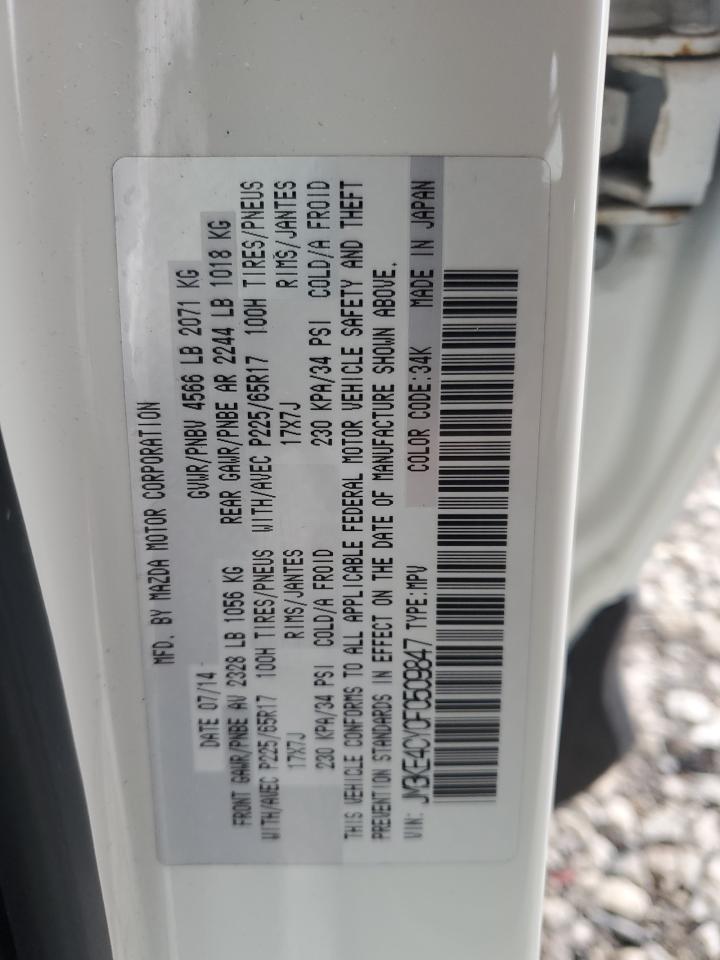 MFD. BY MAZDA MOTOR CORPORATION
DATE 07/14 GVWR/PNBV 4566 LB 2071 KG
FRONT GAWR/PNBE AV 2328 LB 1056 KG REAR GAWR/PNBE AR 2244 LB 1018 KG
WITH/AVEC P225/65R17 100H TIRES/PNEUS WITH/AVEC P225/65R17 100H TIRES/PNEUS
17X7J RIMS/JANTES 17X7J RIMS/JANTES
230 KPA/34 PSI COLD/A FROID 230 KPA/34 PSI COLD/A FROID
THIS VEHICLE CONFORMS TO ALL APPLICABLE FEDERAL MOTOR VEHICLE SAFETY AND THEFT
PREVENTION STANDARDS IN EFFECT ON THE DATE OF MANUFACTURE SHOWN ABOVE.
VIN: JM3KE4CY0F0509847 TYPE:MPV COLOR CODE:34K MADE IN JAPAN